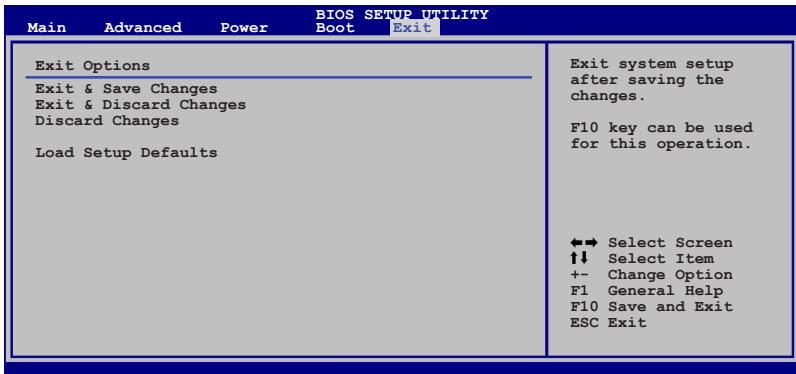 BIOS SETUP UTILITY
Main Advanced Power Boot Exit
Exit Options
Exit & Save Changes
Exit & Discard Changes
Discard Changes
Load Setup Defaults
Exit system setup
after saving the
changes.
F10 key can be used
for this operation.
←→ Select Screen
↑↓ Select Item
+- Change Option
F1 General Help
F10 Save and Exit
ESC Exit